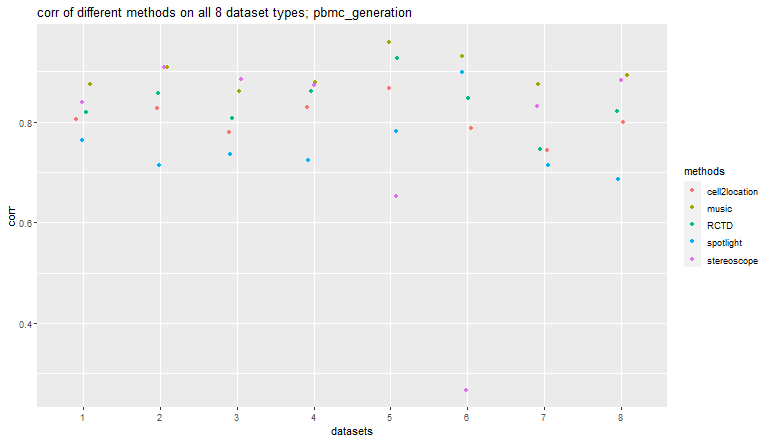 corr of different methods on all 8 dataset types; pbmc_generation
corr
0.8
0.6
0.4
1 2 3 4 5 6 7 8
datasets
methods
cell2location
music
RCTD
spotlight
stereoscope